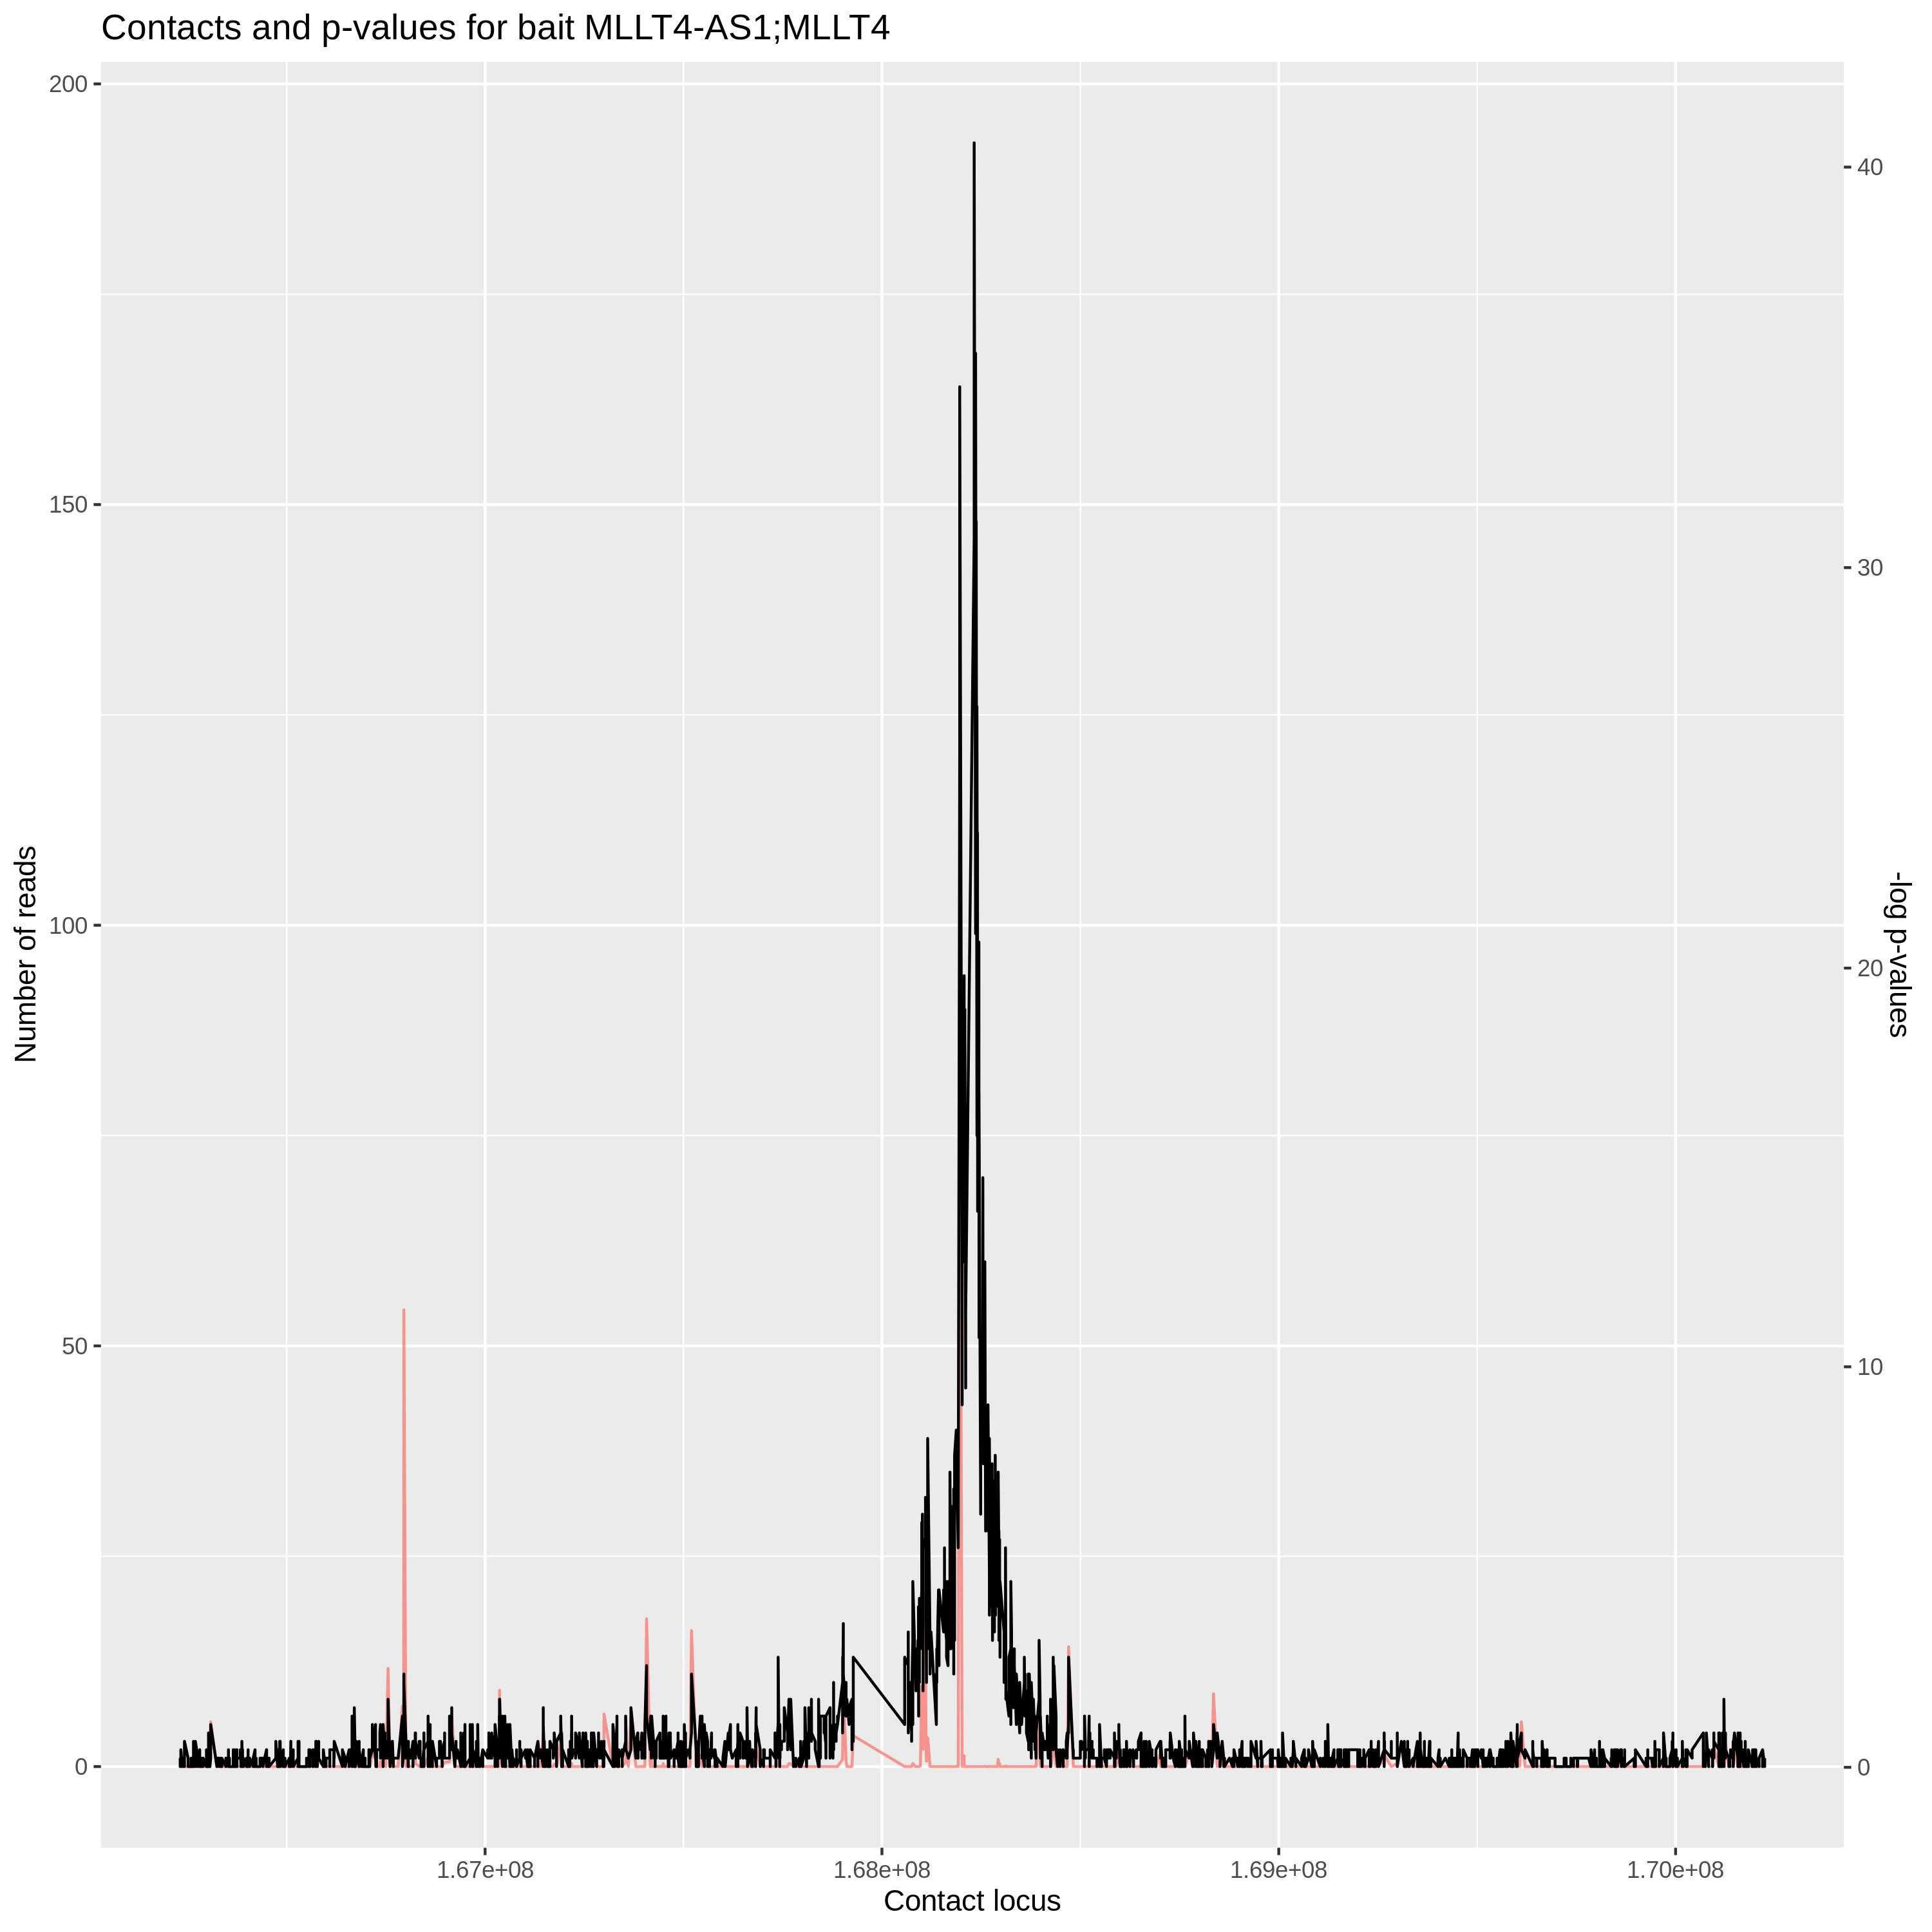 Contacts and p-values for bait MLLT4-AS1;MLLT4
200
150
100
50
0
Number of reads
40
30
20
10
0
-log p-values
1.67e+08
1.68e+08
1.69e+08
1.70e+08
Contact locus